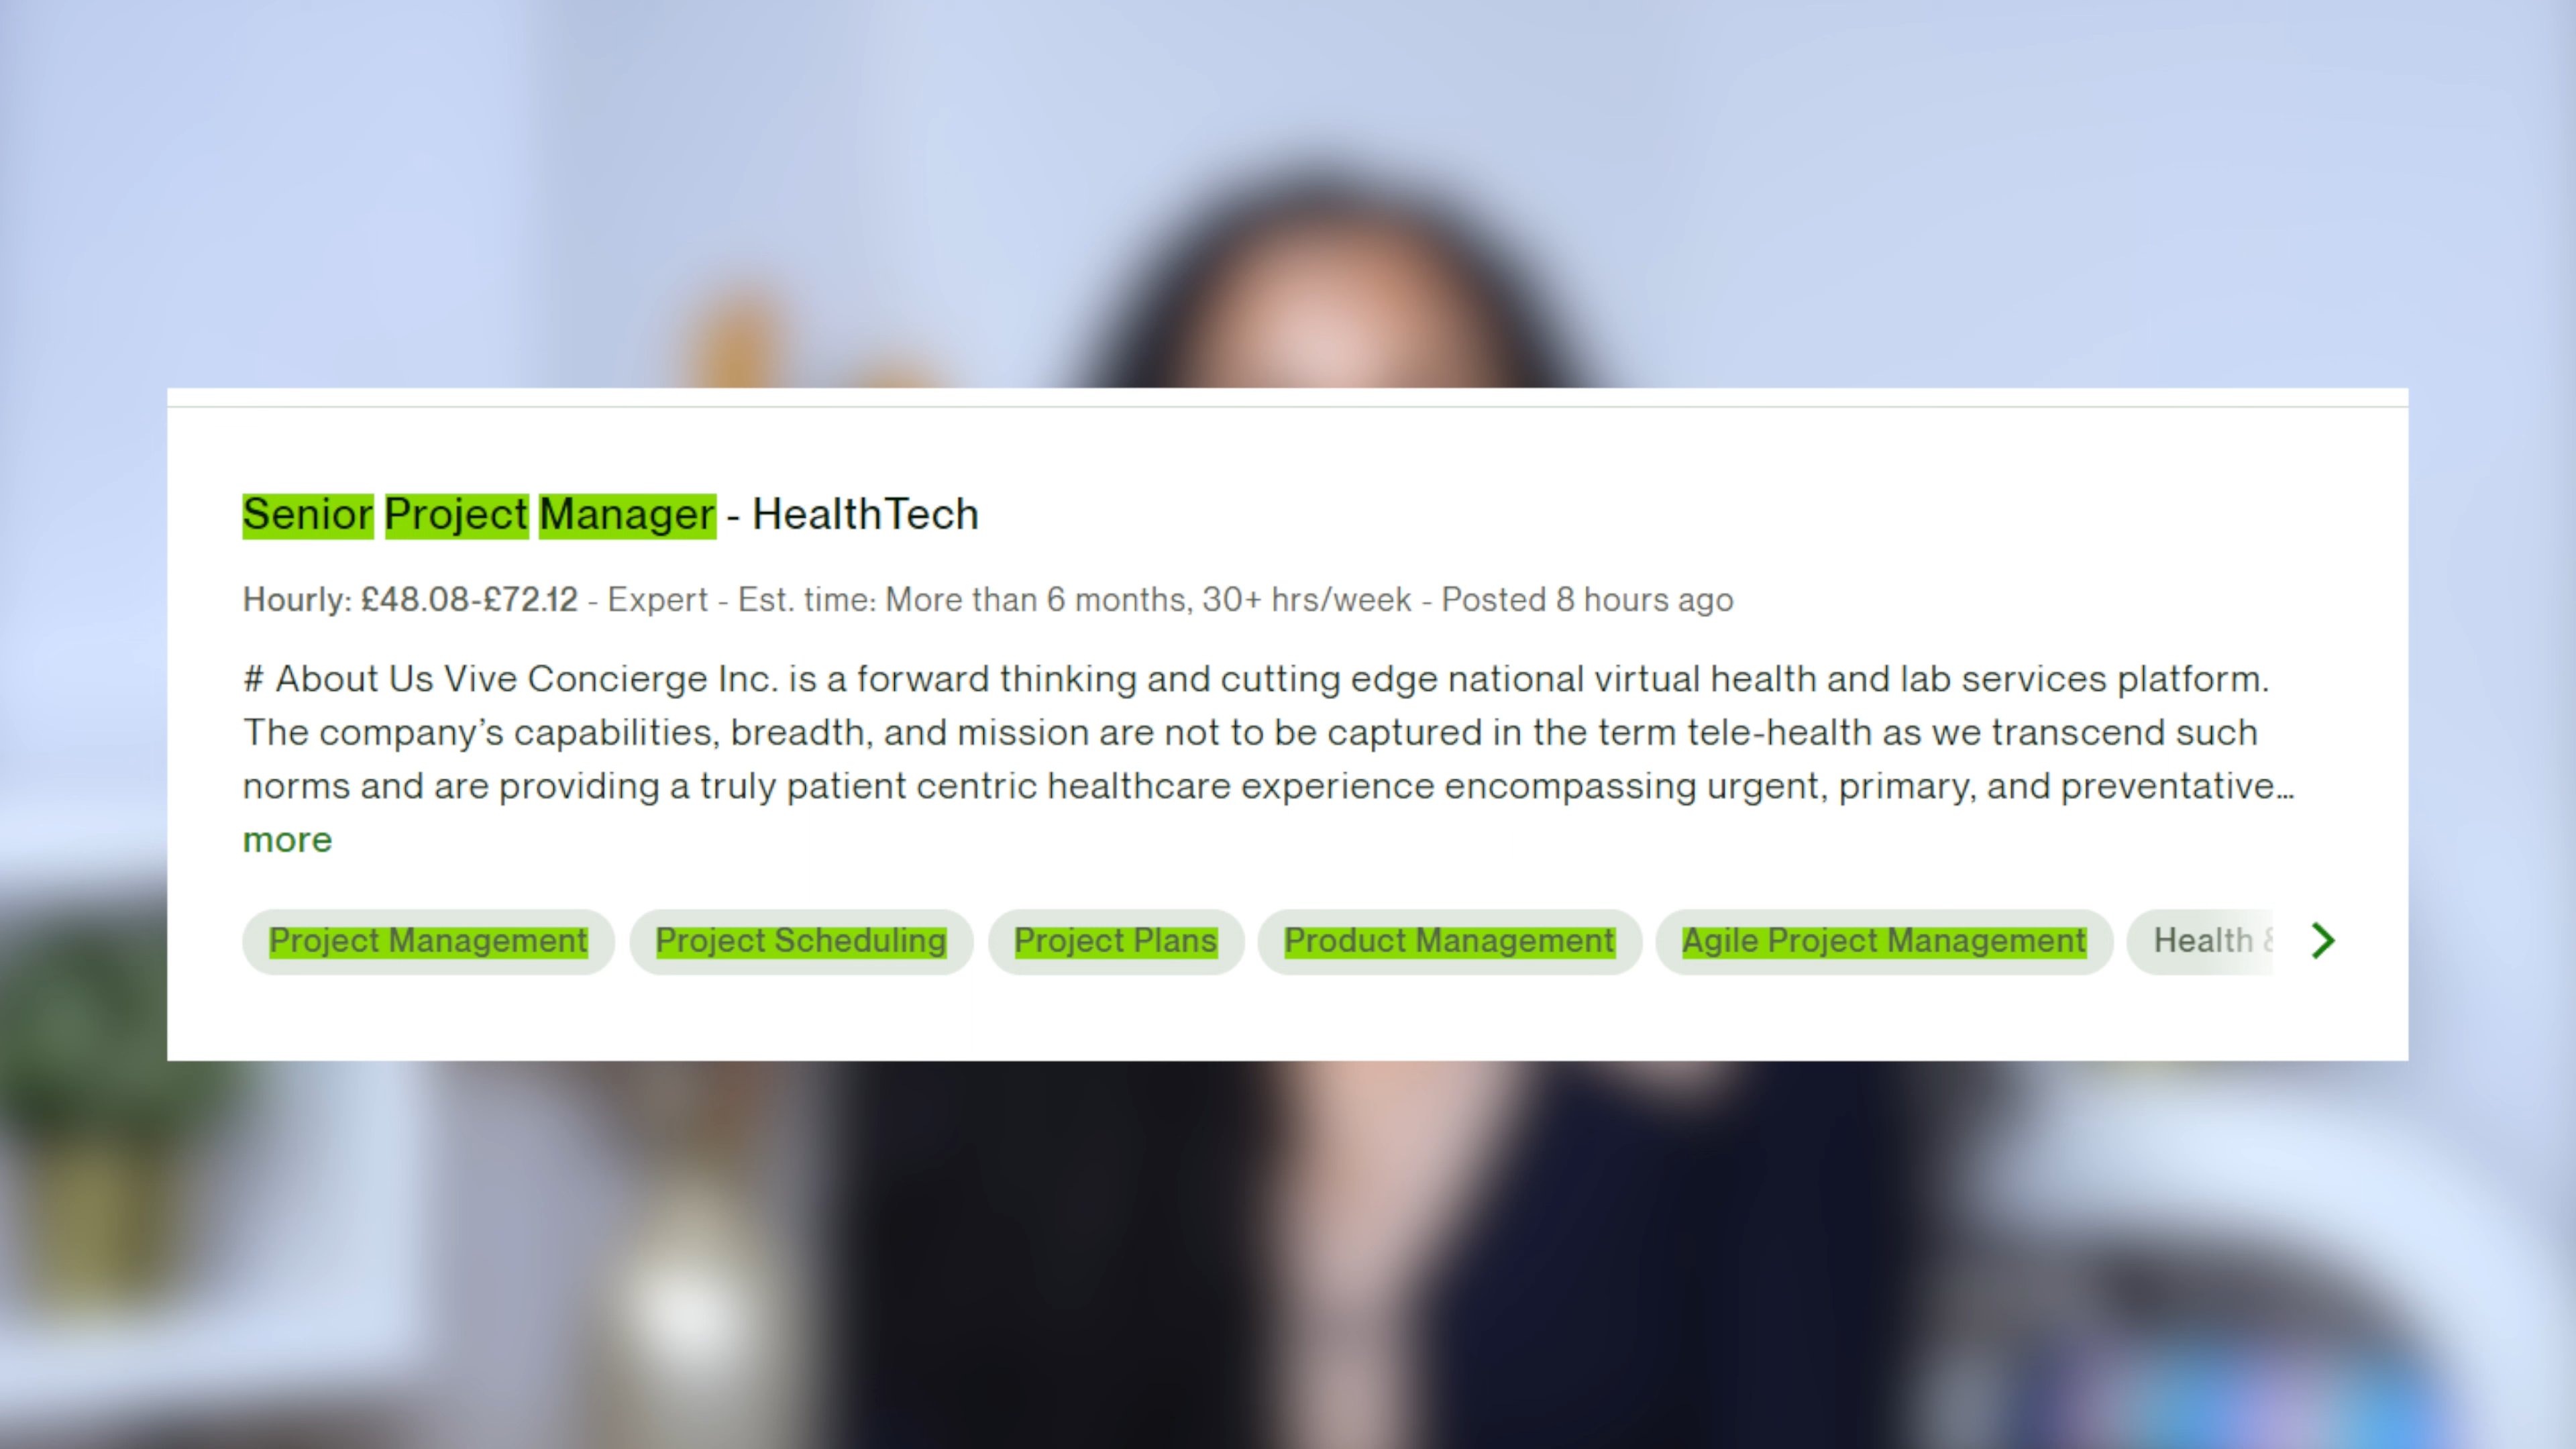 Senior Project Manager - HealthTech
Hourly: £48.08-£72.12 - Expert - Est. time: More than 6 months, 30+ hrs/week - Posted 8 hours ago
# About Us Vive Concierge Inc. is a forward thinking and cutting edge national virtual health and lab services platform.
The company’s capabilities, breadth, and mission are not to be captured in the term tele-health as we transcend such
norms and are providing a truly patient centric healthcare experience encompassing urgent, primary, and preventative…
more
Project Management Project Scheduling Project Plans Product Management Agile Project Management Health